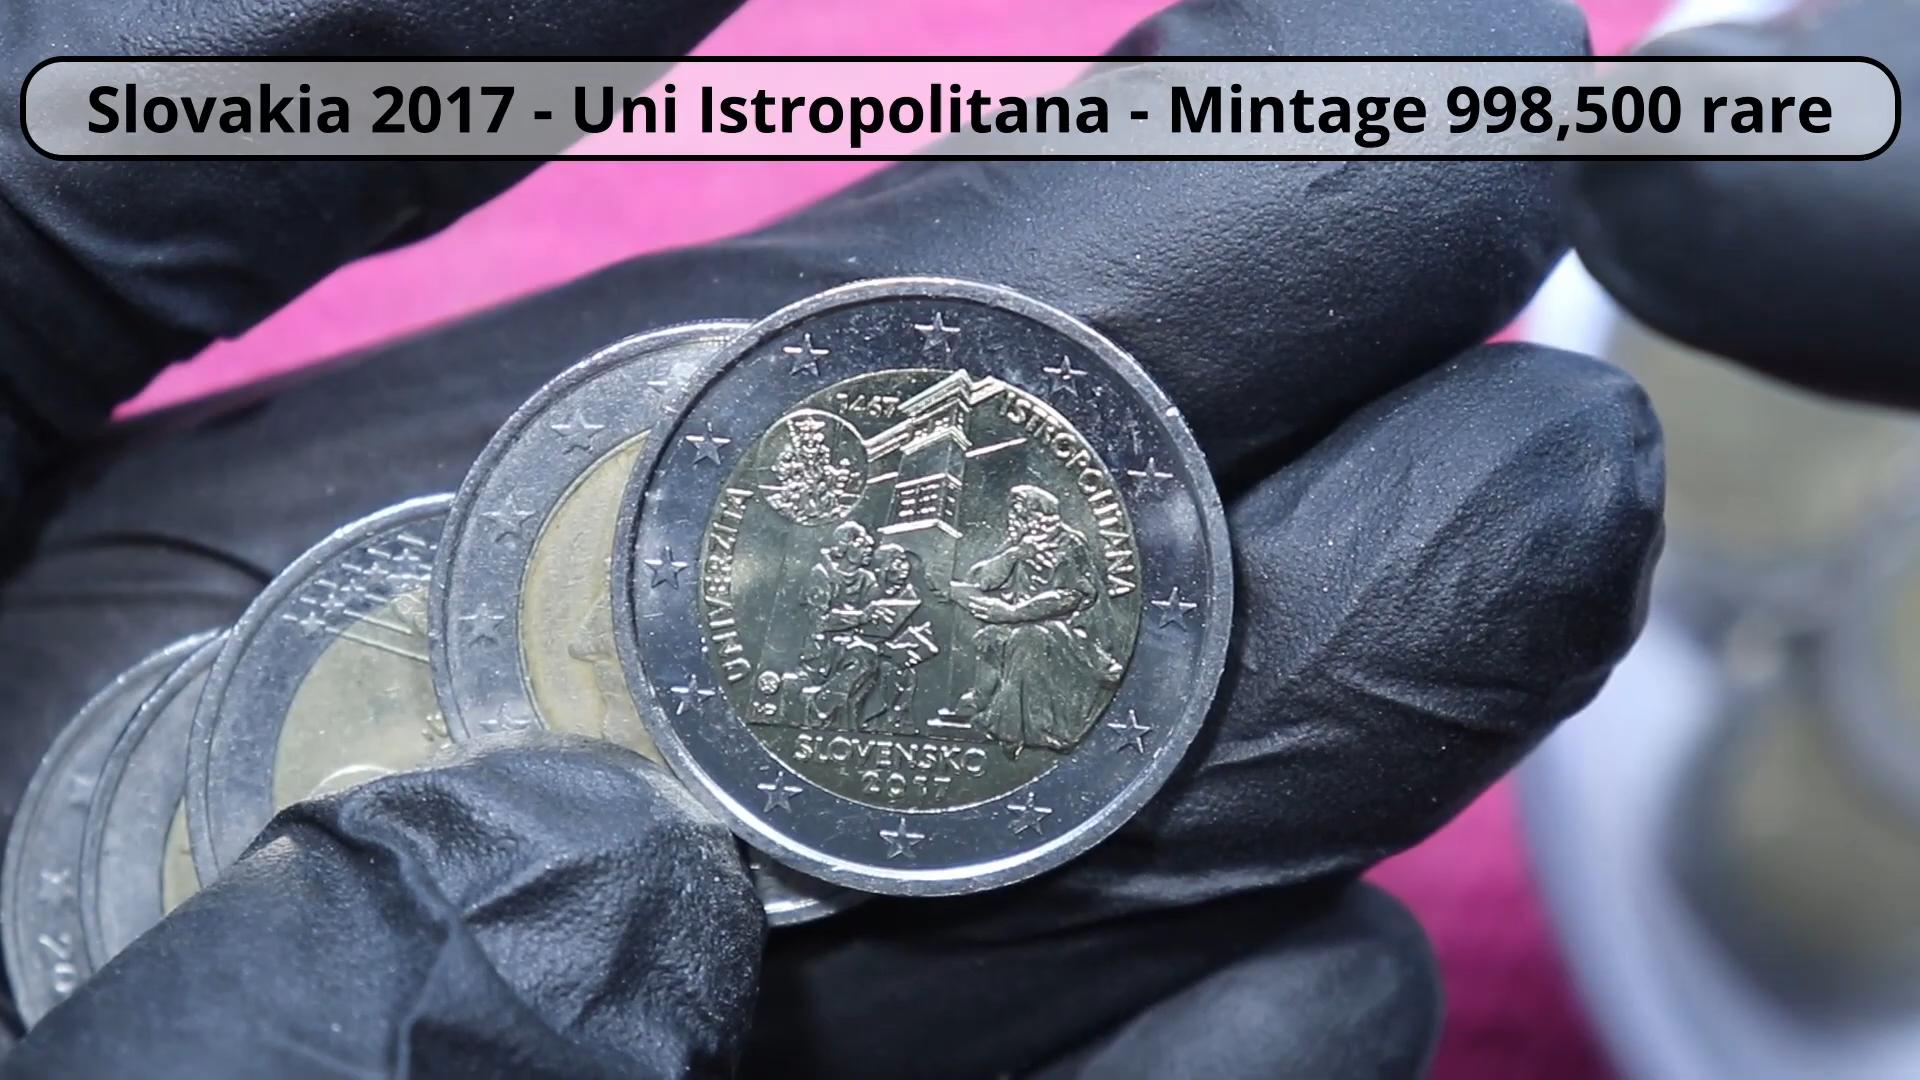 Slovakia 2017 - Uni Istropolitana - Mintage 998,500 rare
1467
UNIVERZITA
ISTROPOLITANA
SLOVENSKO
2017